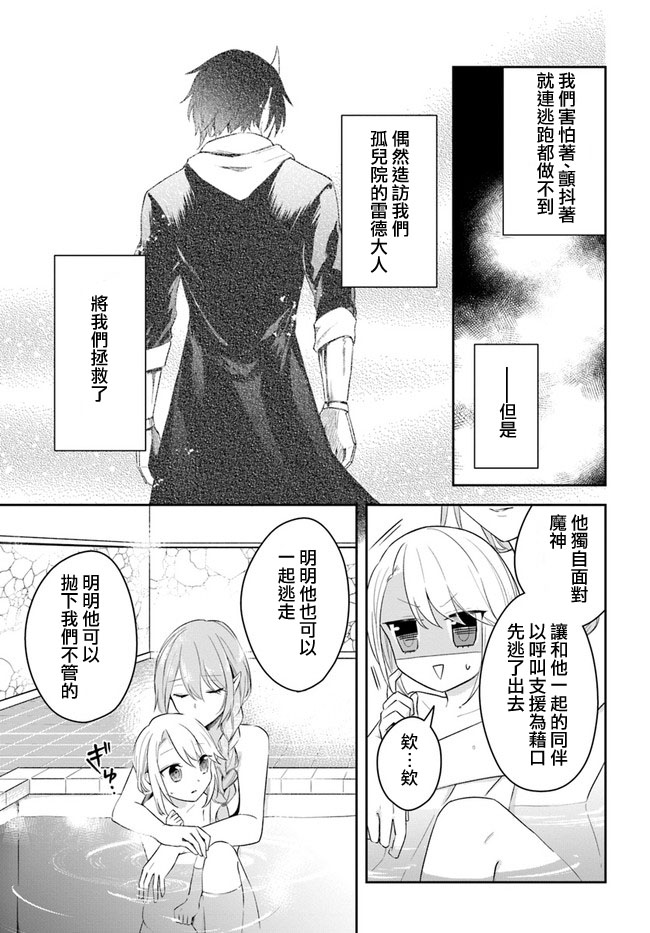 我們害怕著、顫抖著
就連逃跑都做不到
——但是
偶然造訪我們
孤兒院的雷德大人
將我們拯救了
他獨自面對
魔神
讓和他一起的同伴
以呼叫支援為藉口
先逃了出去
欸…欸
明明他也可以
一起逃走
明明他可以
拋下我們不管的
ぎゅ…